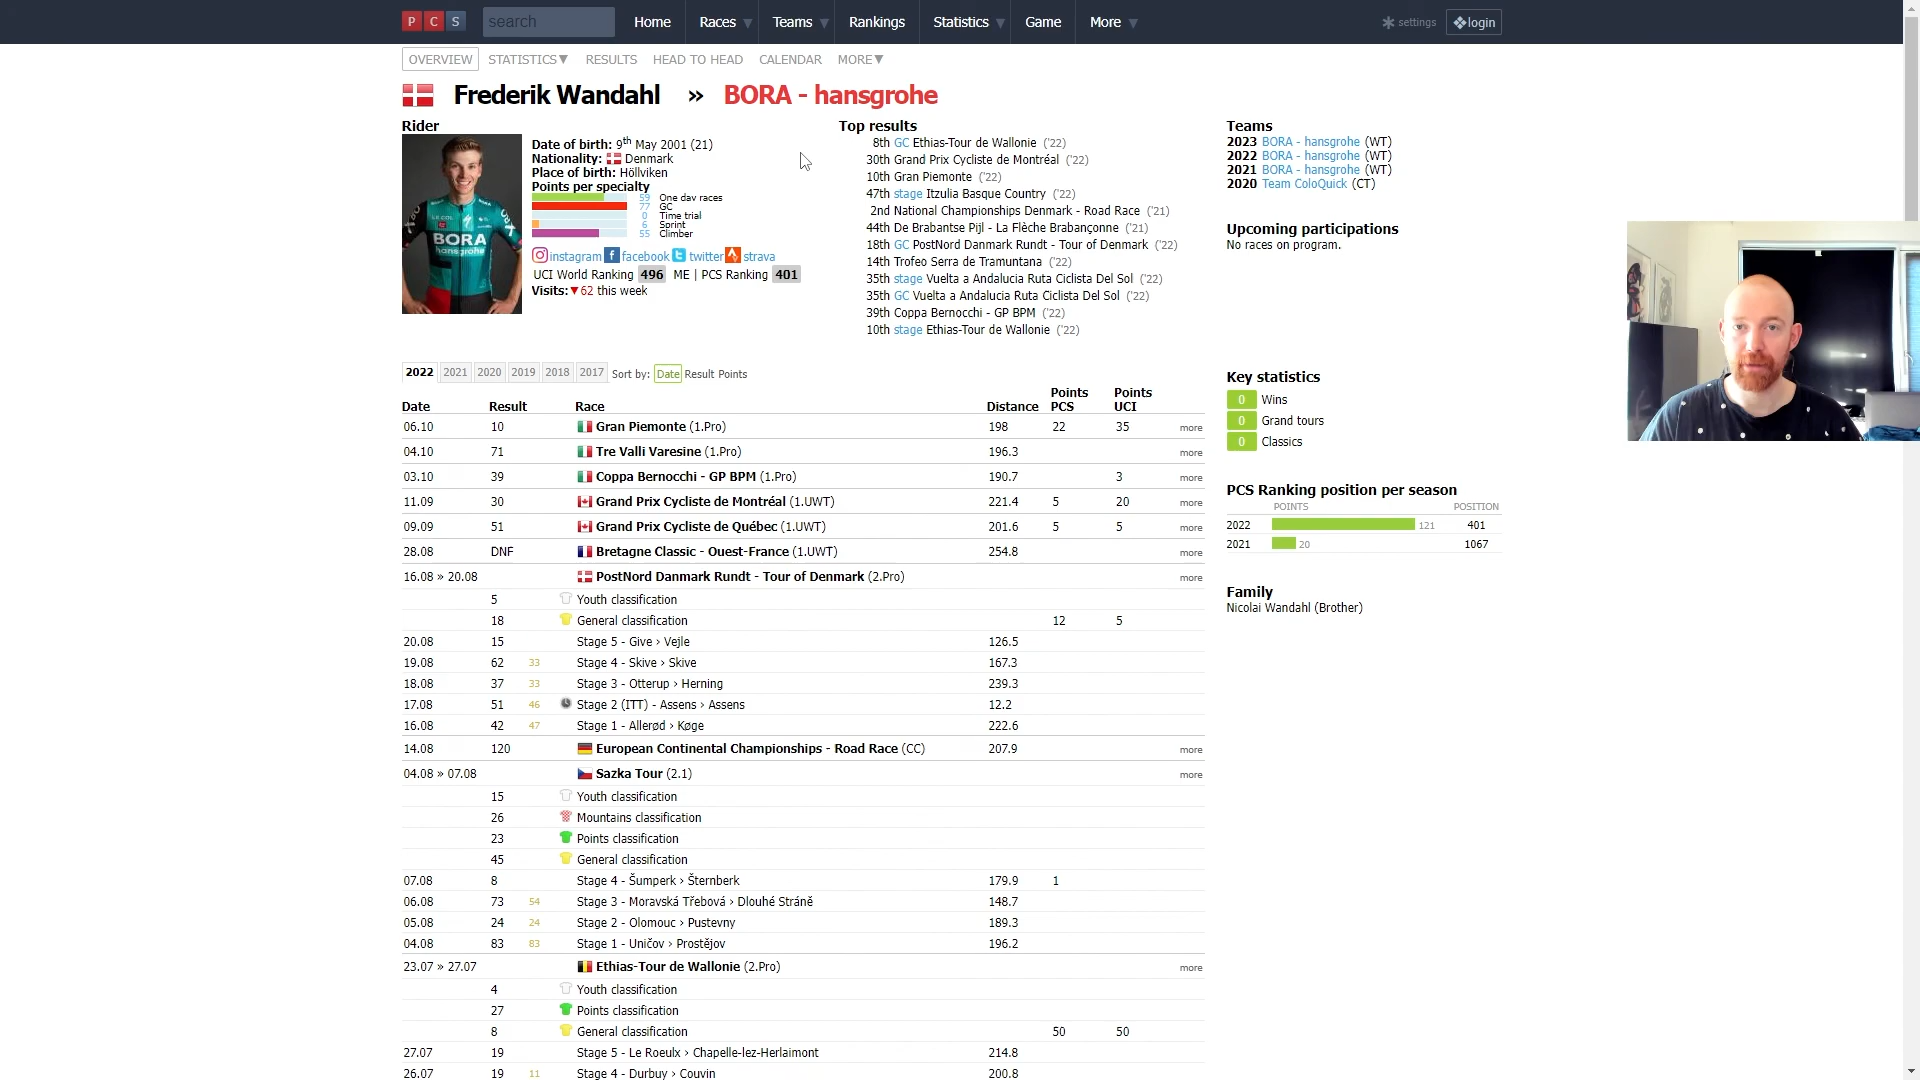 P C S search Home Races ▼ Teams ▼ Rankings Statistics ▼ Game More ▼ settings login
OVERVIEW STATISTICS▼ RESULTS HEAD TO HEAD CALENDAR MORE▼
Frederik Wandahl » BORA - hansgrohe
Rider
Date of birth: 9th May 2001 (21)
Nationality: Denmark
Place of birth: Höllviken
Points per specialty
59 One day races
77 GC
0 Time trial
6 Sprint
55 Climber
instagram facebook twitter strava
UCI World Ranking 496 ME | PCS Ranking 401
Visits:▼62 this week
BORA
hansgrohe
Top results
8th GC Ethias-Tour de Wallonie ('22)
30th Grand Prix Cycliste de Montréal ('22)
10th Gran Piemonte ('22)
47th stage Itzulia Basque Country ('22)
2nd National Championships Denmark - Road Race ('21)
44th De Brabantse Pijl - La Flèche Brabançonne ('21)
18th GC PostNord Danmark Rundt - Tour of Denmark ('22)
14th Trofeo Serra de Tramuntana ('22)
35th stage Vuelta a Andalucia Ruta Ciclista Del Sol ('22)
35th GC Vuelta a Andalucia Ruta Ciclista Del Sol ('22)
39th Coppa Bernocchi - GP BPM ('22)
10th stage Ethias-Tour de Wallonie ('22)
Teams
2023 BORA - hansgrohe (WT)
2022 BORA - hansgrohe (WT)
2021 BORA - hansgrohe (WT)
2020 Team ColoQuick (CT)
Upcoming participations
No races on program.
2022 2021 2020 2019 2018 2017 Sort by: Date Result Points
Date Result Race Distance Points PCS Points UCI
06.10 10 Gran Piemonte (1.Pro) 198 22 35 more
04.10 71 Tre Valli Varesine (1.Pro) 196.3 more
03.10 39 Coppa Bernocchi - GP BPM (1.Pro) 190.7 3 more
11.09 30 Grand Prix Cycliste de Montréal (1.UWT) 221.4 5 20 more
09.09 51 Grand Prix Cycliste de Québec (1.UWT) 201.6 5 5 more
28.08 DNF Bretagne Classic - Ouest-France (1.UWT) 254.8 more
16.08 » 20.08 PostNord Danmark Rundt - Tour of Denmark (2.Pro) more
5 Youth classification
18 General classification 12 5
20.08 15 Stage 5 - Give › Vejle 126.5
19.08 62 33 Stage 4 - Skive › Skive 167.3
18.08 37 33 Stage 3 - Otterup › Herning 239.3
17.08 51 46 Stage 2 (ITT) - Assens › Assens 12.2
16.08 42 47 Stage 1 - Allerød › Køge 222.6
14.08 120 European Continental Championships - Road Race (CC) 207.9 more
04.08 » 07.08 Sazka Tour (2.1) more
15 Youth classification
26 Mountains classification
23 Points classification
45 General classification
07.08 8 Stage 4 - Šumperk › Šternberk 179.9 1
06.08 73 54 Stage 3 - Moravská Třebová › Dlouhé Stráně 148.7
05.08 24 24 Stage 2 - Olomouc › Pustevny 189.3
04.08 83 83 Stage 1 - Uničov › Prostějov 196.2
23.07 » 27.07 Ethias-Tour de Wallonie (2.Pro) more
4 Youth classification
27 Points classification
8 General classification 50 50
27.07 19 Stage 5 - Le Roeulx › Chapelle-lez-Herlaimont 214.8
26.07 19 11 Stage 4 - Durbuy › Couvin 200.8
Key statistics
0 Wins
0 Grand tours
0 Classics
PCS Ranking position per season
POINTS POSITION
2022 121 401
2021 20 1067
Family
Nicolai Wandahl (Brother)